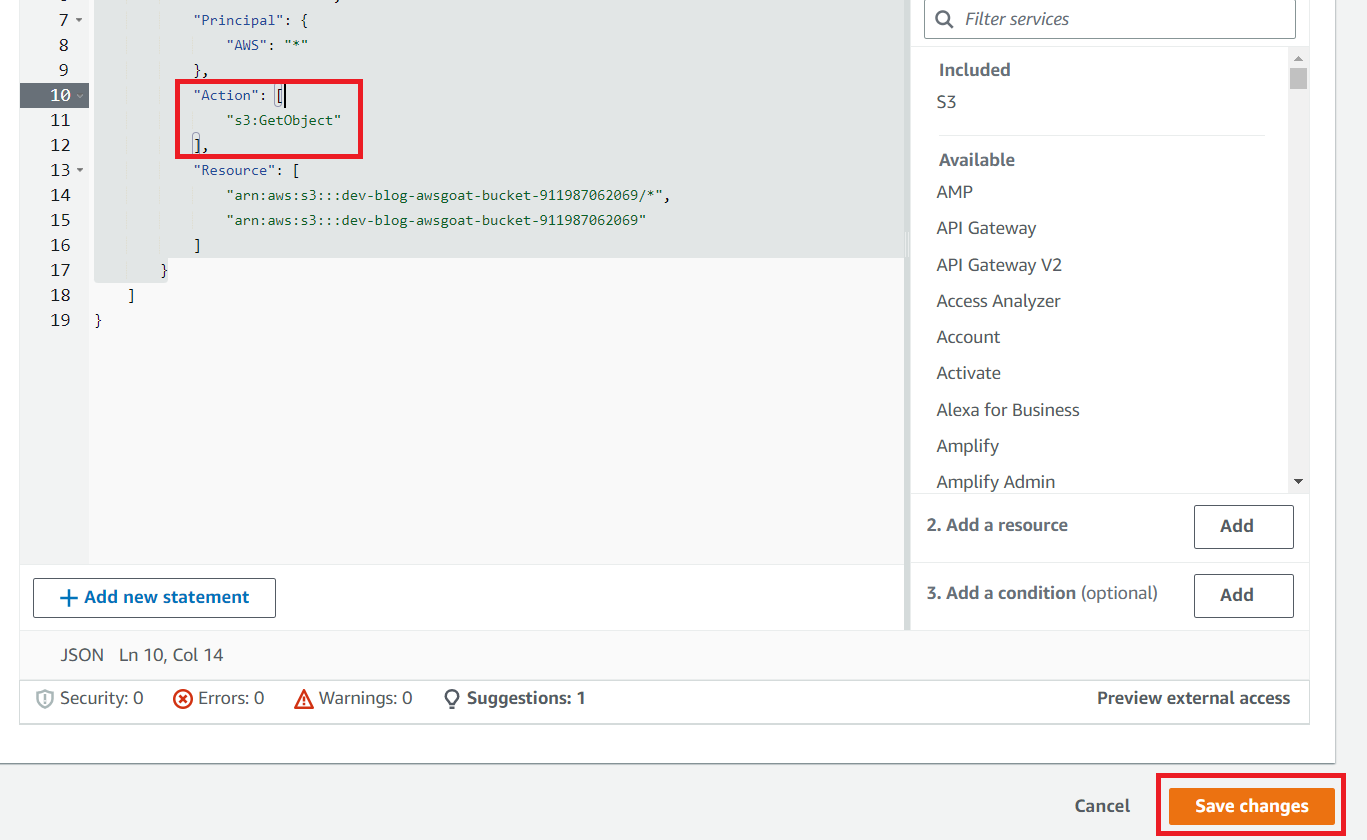 7
"Principal": {
8
"AWS": "*"
9
},
10
"Action": [
11
"s3:GetObject"
12
],
13
"Resource": [
14
"arn:aws:s3:::dev-blog-awsgoat-bucket-911987062069/*",
15
"arn:aws:s3:::dev-blog-awsgoat-bucket-911987062069"
16
]
17
}
18
]
19
}
+ Add new statement
Filter services
Included
S3
Available
AMP
API Gateway
API Gateway V2
Access Analyzer
Account
Activate
Alexa for Business
Amplify
Amplify Admin
2. Add a resource
Add
3. Add a condition (optional)
Add
JSON Ln 10, Col 14
Security: 0 Errors: 0 Warnings: 0 Suggestions: 1 Preview external access
Cancel Save changes